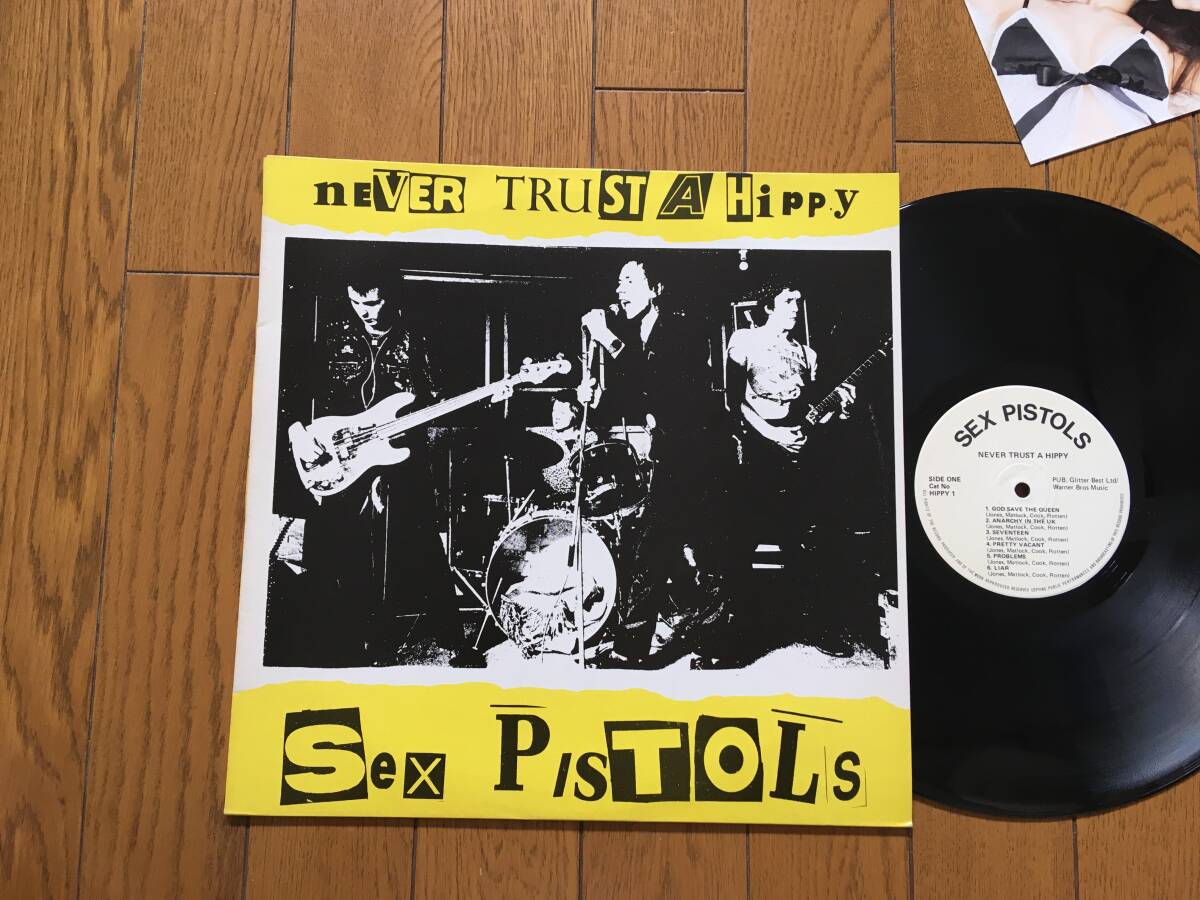 nEVER TRUST A HiPP.y
Sex PisTOLs
SEX PISTOLS
NEVER TRUST A HIPPY
SIDE ONE
Cat No
HIPPY 1
PUB. Glitter Best Ltd/
Warner Bros Music
1. GOD SAVE THE QUEEN
(Jones, Matlock, Cook, Rotten)
2. ANARCHY IN THE UK
(Jones, Matlock, Cook, Rotten)
3. SEVENTEEN
(Jones, Matlock, Cook, Rotten)
4. PRETTY VACANT
(Jones, Matlock, Cook, Rotten)
5. PROBLEMS
(Jones, Matlock, Cook, Rotten)
6. LIAR
(Jones, Matlock, Cook, Rotten)